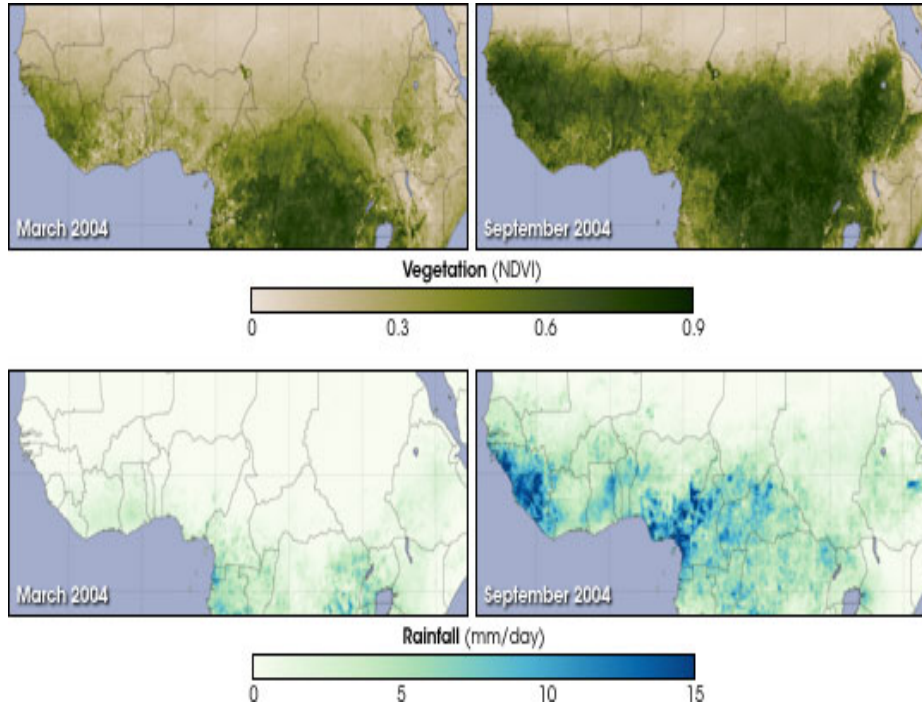 March 2004 September 2004
Vegetation (NDVI)
0 0.3 0.6 0.9
March 2004 September 2004
Rainfall (mm/day)
0 5 10 15